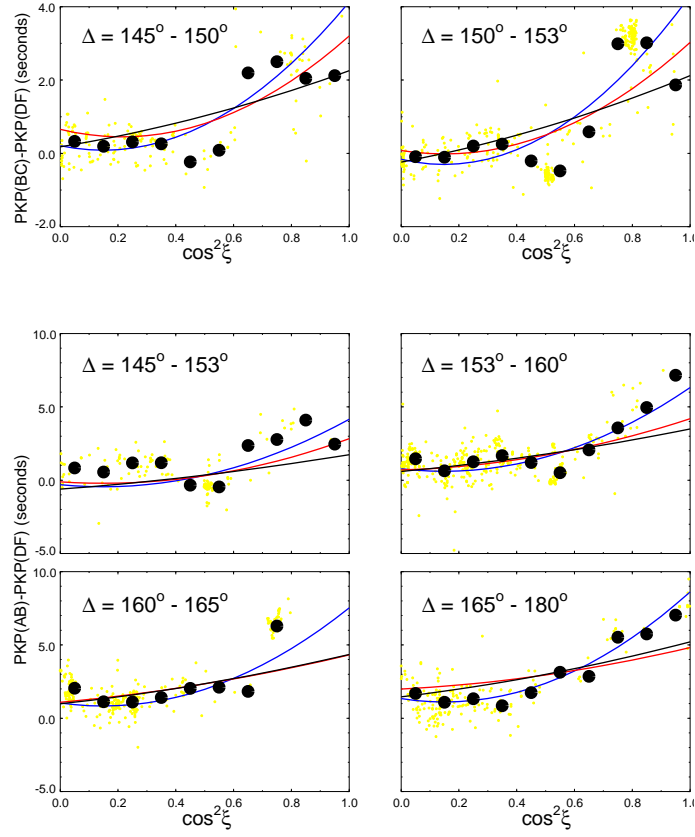 PKP(BC)-PKP(DF) (seconds)
4.0
2.0
0.0
-2.0
Δ = 145° - 150°
0.0 0.2 0.4 0.6 0.8 1.0
cos²ξ
Δ = 150° - 153°
0.0 0.2 0.4 0.6 0.8 1.0
cos²ξ
PKP(AB)-PKP(DF) (seconds)
10.0
5.0
0.0
-5.0
Δ = 145° - 153°
Δ = 153° - 160°
10.0
5.0
0.0
-5.0
Δ = 160° - 165°
0.0 0.2 0.4 0.6 0.8 1.0
cos²ξ
Δ = 165° - 180°
0.0 0.2 0.4 0.6 0.8 1.0
cos²ξ